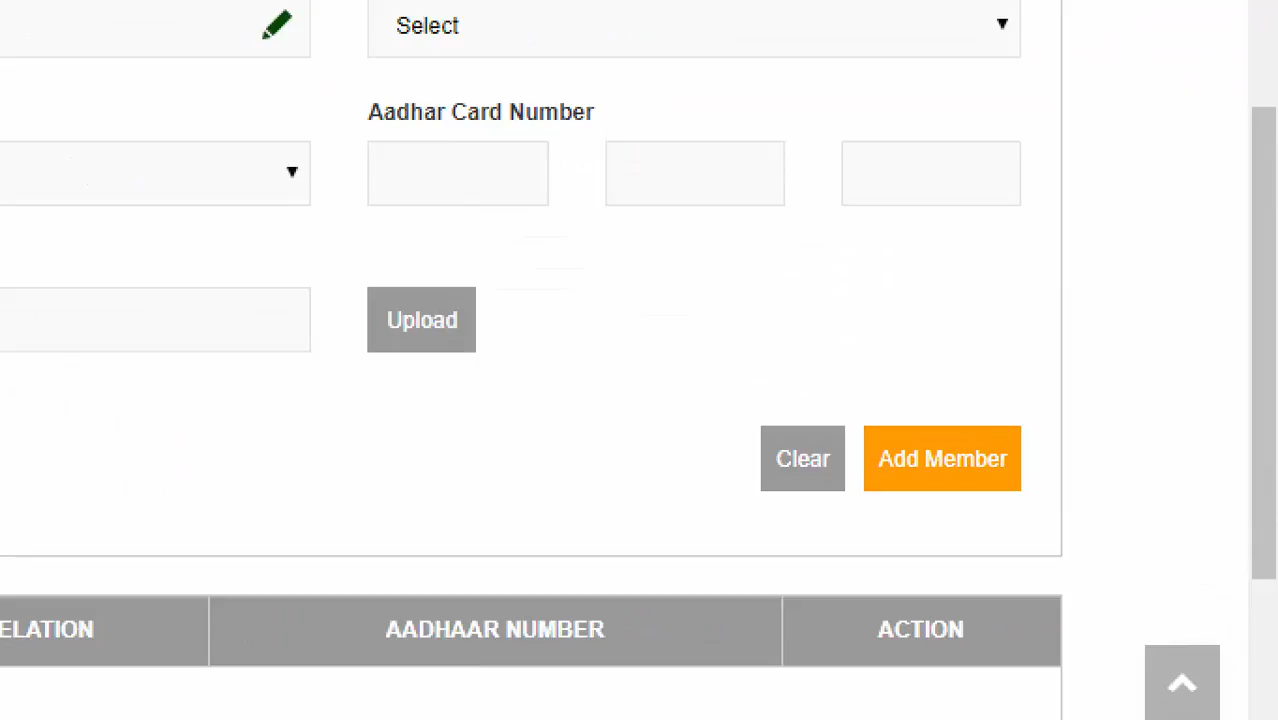 Select
Aadhar Card Number
Upload
Clear Add Member
ELATION AADHAAR NUMBER ACTION